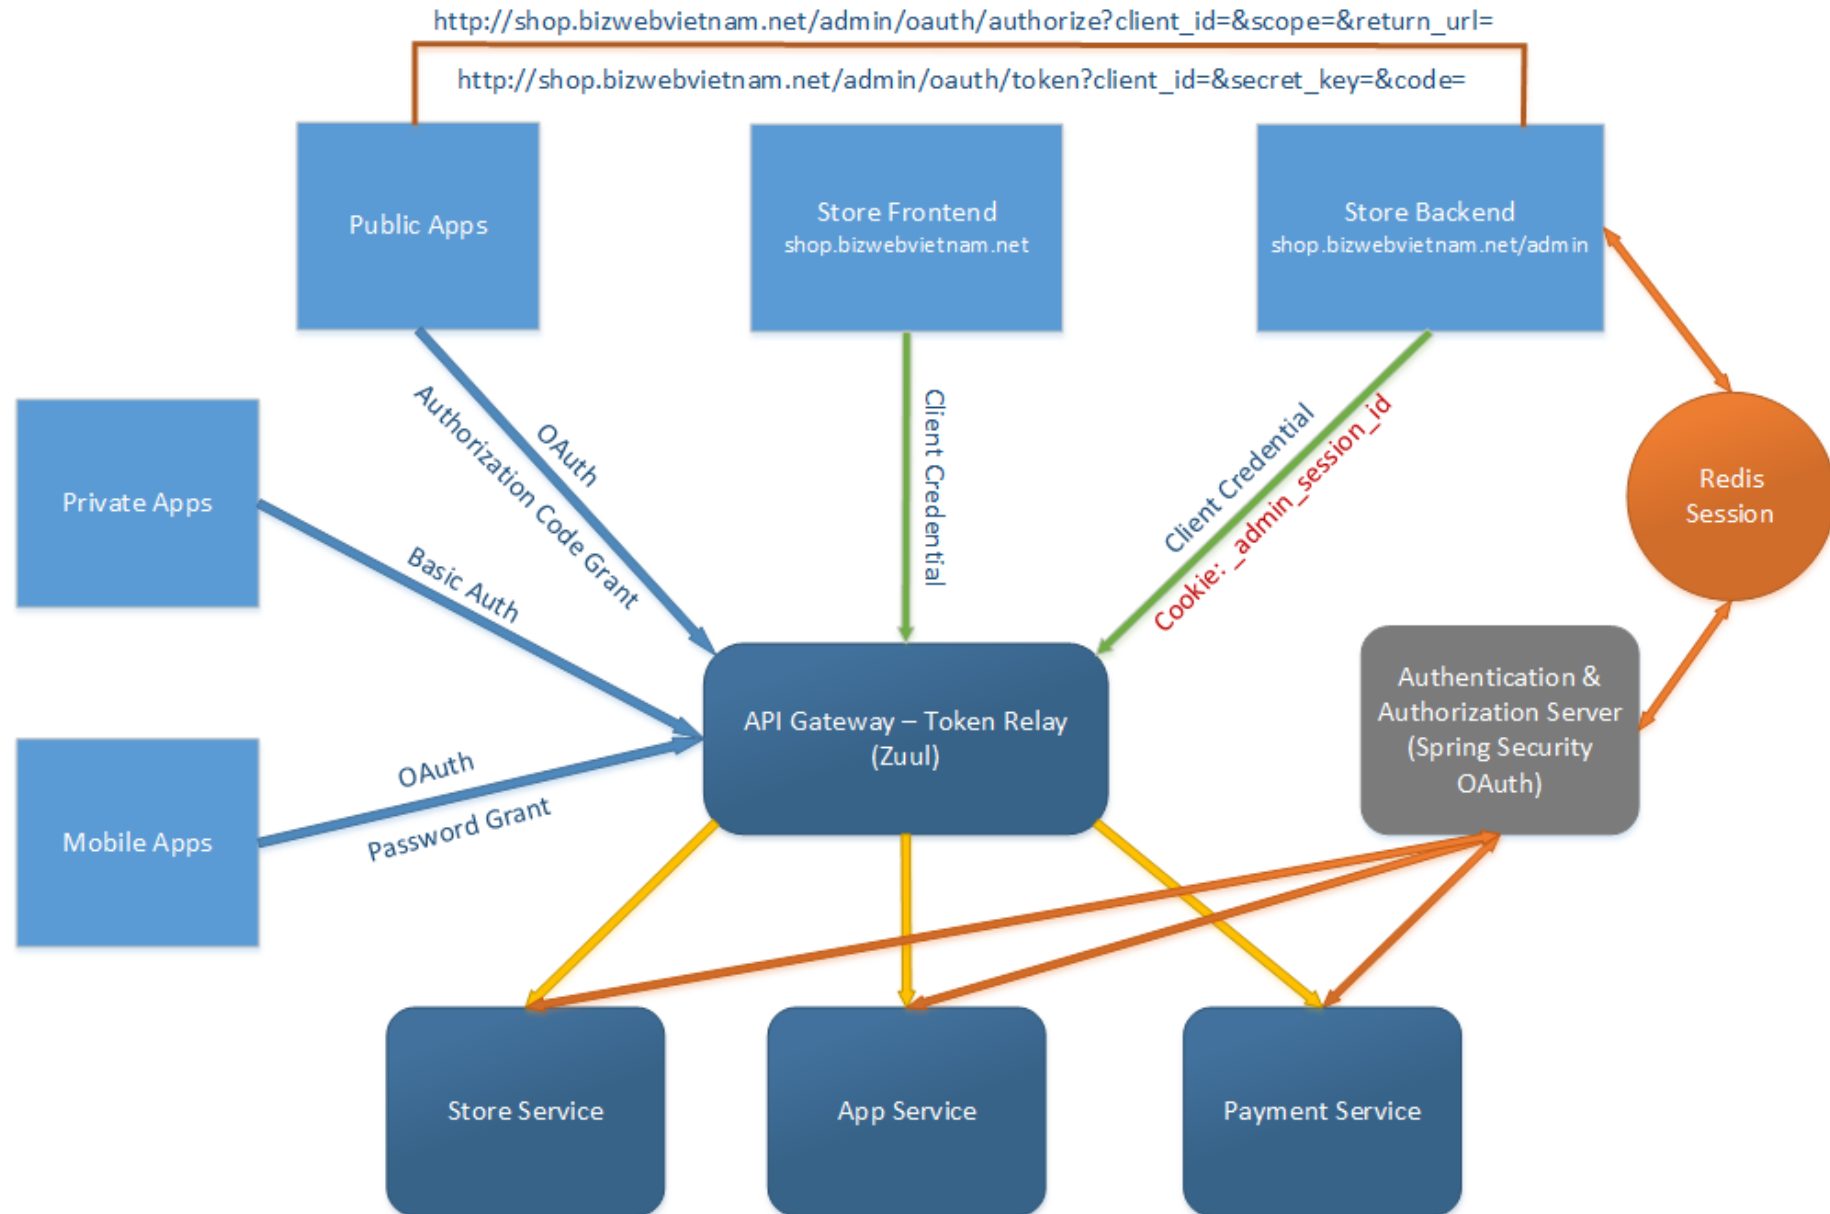 http://shop.bizwebvietnam.net/admin/oauth/authorize?client_id=&scope=&return_url=
http://shop.bizwebvietnam.net/admin/oauth/token?client_id=&secret_key=&code=
Public Apps
Store Frontend
shop.bizwebvietnam.net
Store Backend
shop.bizwebvietnam.net/admin
OAuth
Authorization Code Grant
Client Credential
Client Credential
Cookie: _admin_session_id
Private Apps
Basic Auth
Redis
Session
API Gateway – Token Relay
(Zuul)
Authentication &
Authorization Server
(Spring Security
OAuth)
Mobile Apps
OAuth
Password Grant
Store Service
App Service
Payment Service